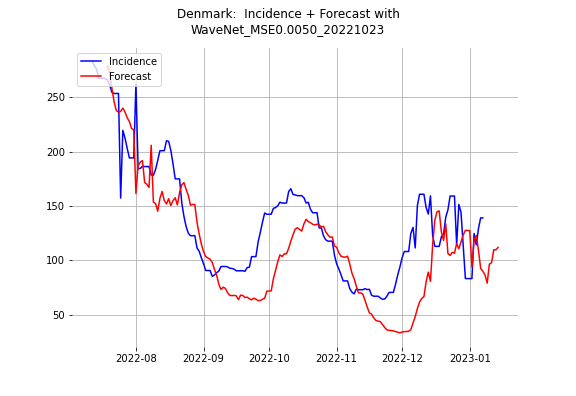 Denmark:  Incidence + Forecast with
WaveNet_MSE0.0050_20221023
Incidence
Forecast
250
200
150
100
50
2022-08
2022-09
2022-10
2022-11
2022-12
2023-01